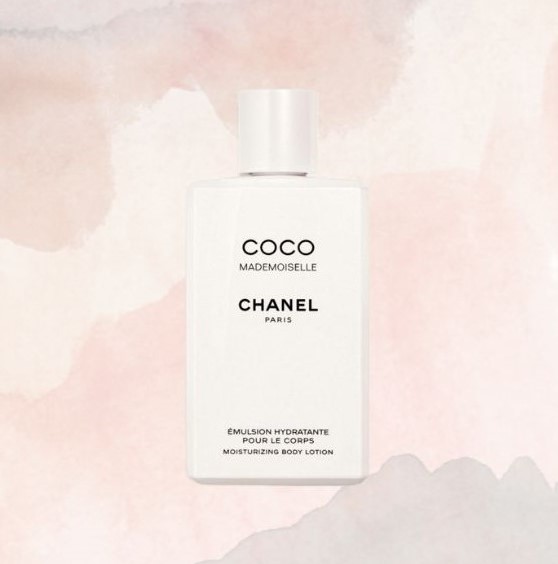 COCO
MADEMOISELLE
CHANEL
PARIS
ÉMULSION HYDRATANTE
POUR LE CORPS
MOISTURIZING BODY LOTION